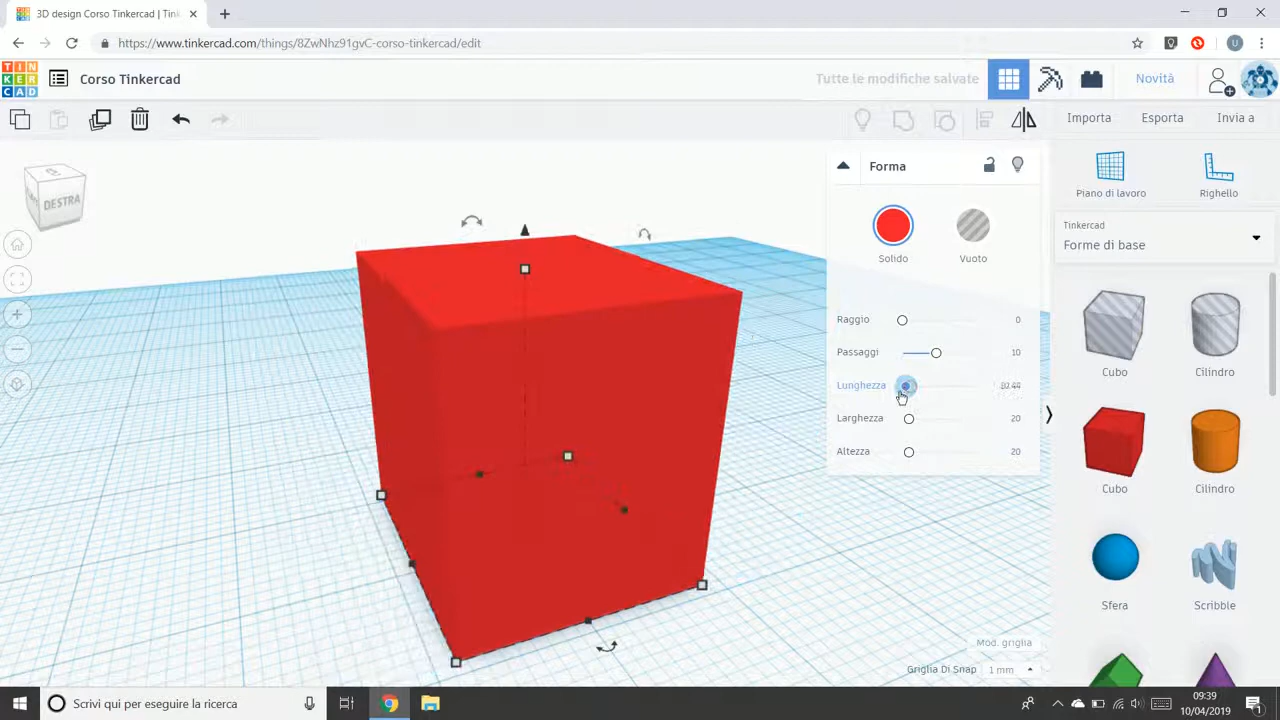 3D design Corso Tinkercad | Tink
https://www.tinkercad.com/things/8ZwNhz91gvC-corso-tinkercad/edit
U
TIN
KER
CAD
Corso Tinkercad
Tutte le modifiche salvate
Novità
Importa
Esporta
Invia a
DESTRA
Forma
Solido
Vuoto
Raggio
0
Passaggi
10
Lunghezza
Larghezza
20
Altezza
20
Piano di lavoro
Righello
Tinkercad
Forme di base
Cubo
Cilindro
Cubo
Cilindro
Sfera
Scribble
Mod. griglia
Griglia Di Snap
1 mm
Scrivi qui per eseguire la ricerca
09:39
10/04/2019
1